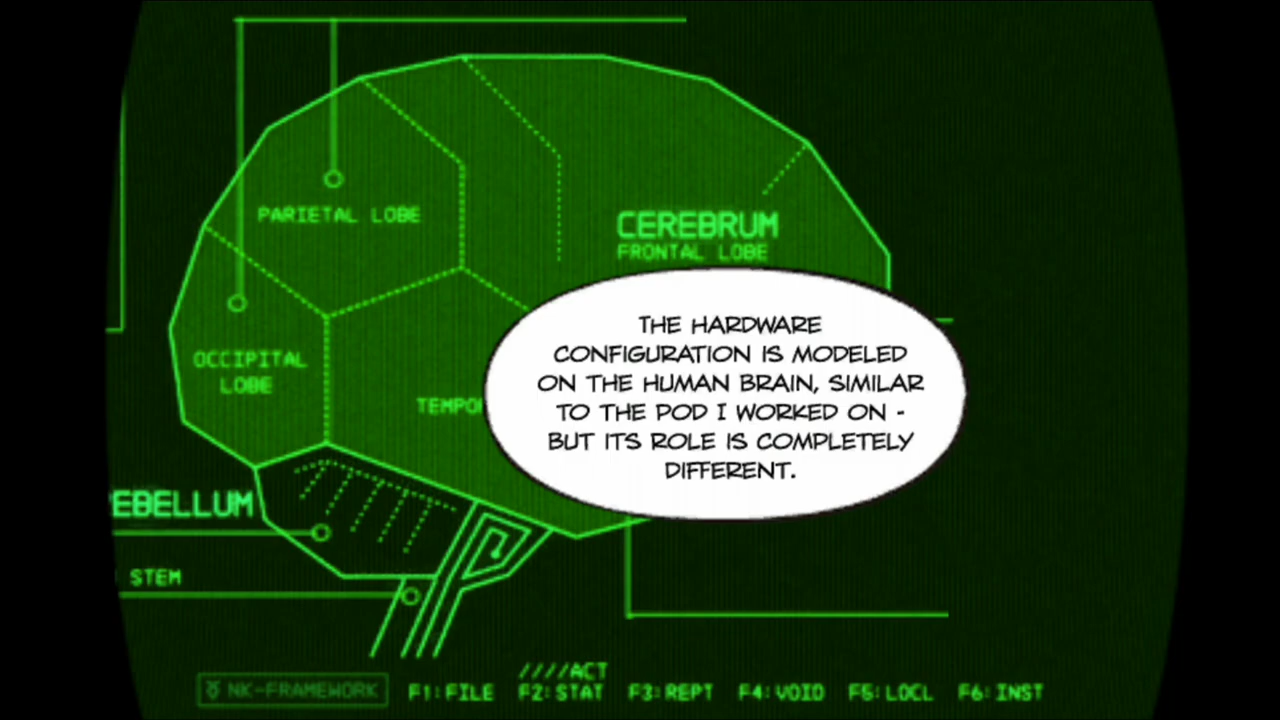 PARIETAL LOBE
CEREBRUM
FRONTAL LOBE
THE HARDWARE
CONFIGURATION IS MODELED
ON THE HUMAN BRAIN, SIMILAR
TO THE POD I WORKED ON -
BUT ITS ROLE IS COMPLETELY
DIFFERENT.
OCCIPITAL
LOBE
TEMPO
EBELLUM
STEM
////ACT
NK-FRAMEWORK F1:FILE F2:STAT F3:REPT F4:VOID F5:LOCL F6:INST